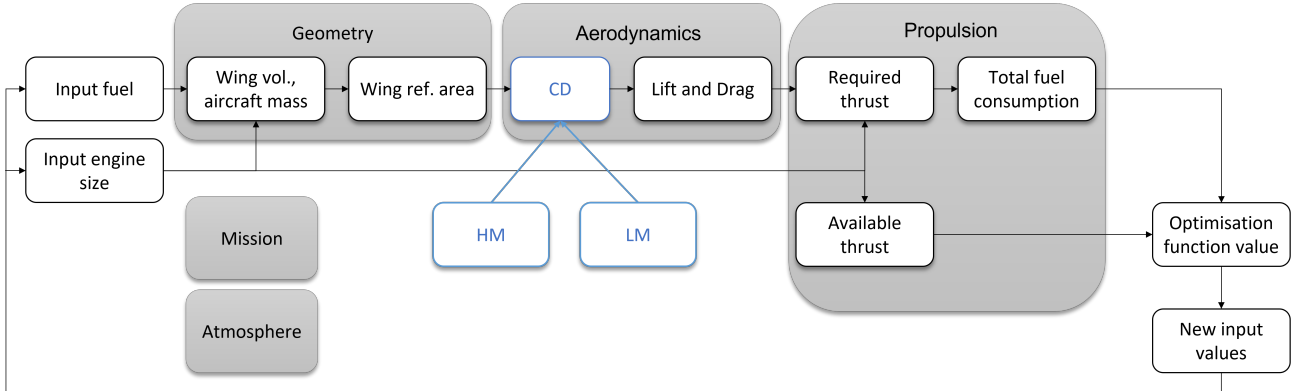 Geometry
Aerodynamics
Propulsion
Input fuel
Wing vol.,
aircraft mass
Wing ref. area
CD
Lift and Drag
Required
thrust
Total fuel
consumption
Input engine
size
Mission
HM
LM
Available
thrust
Optimisation
function value
Atmosphere
New input
values